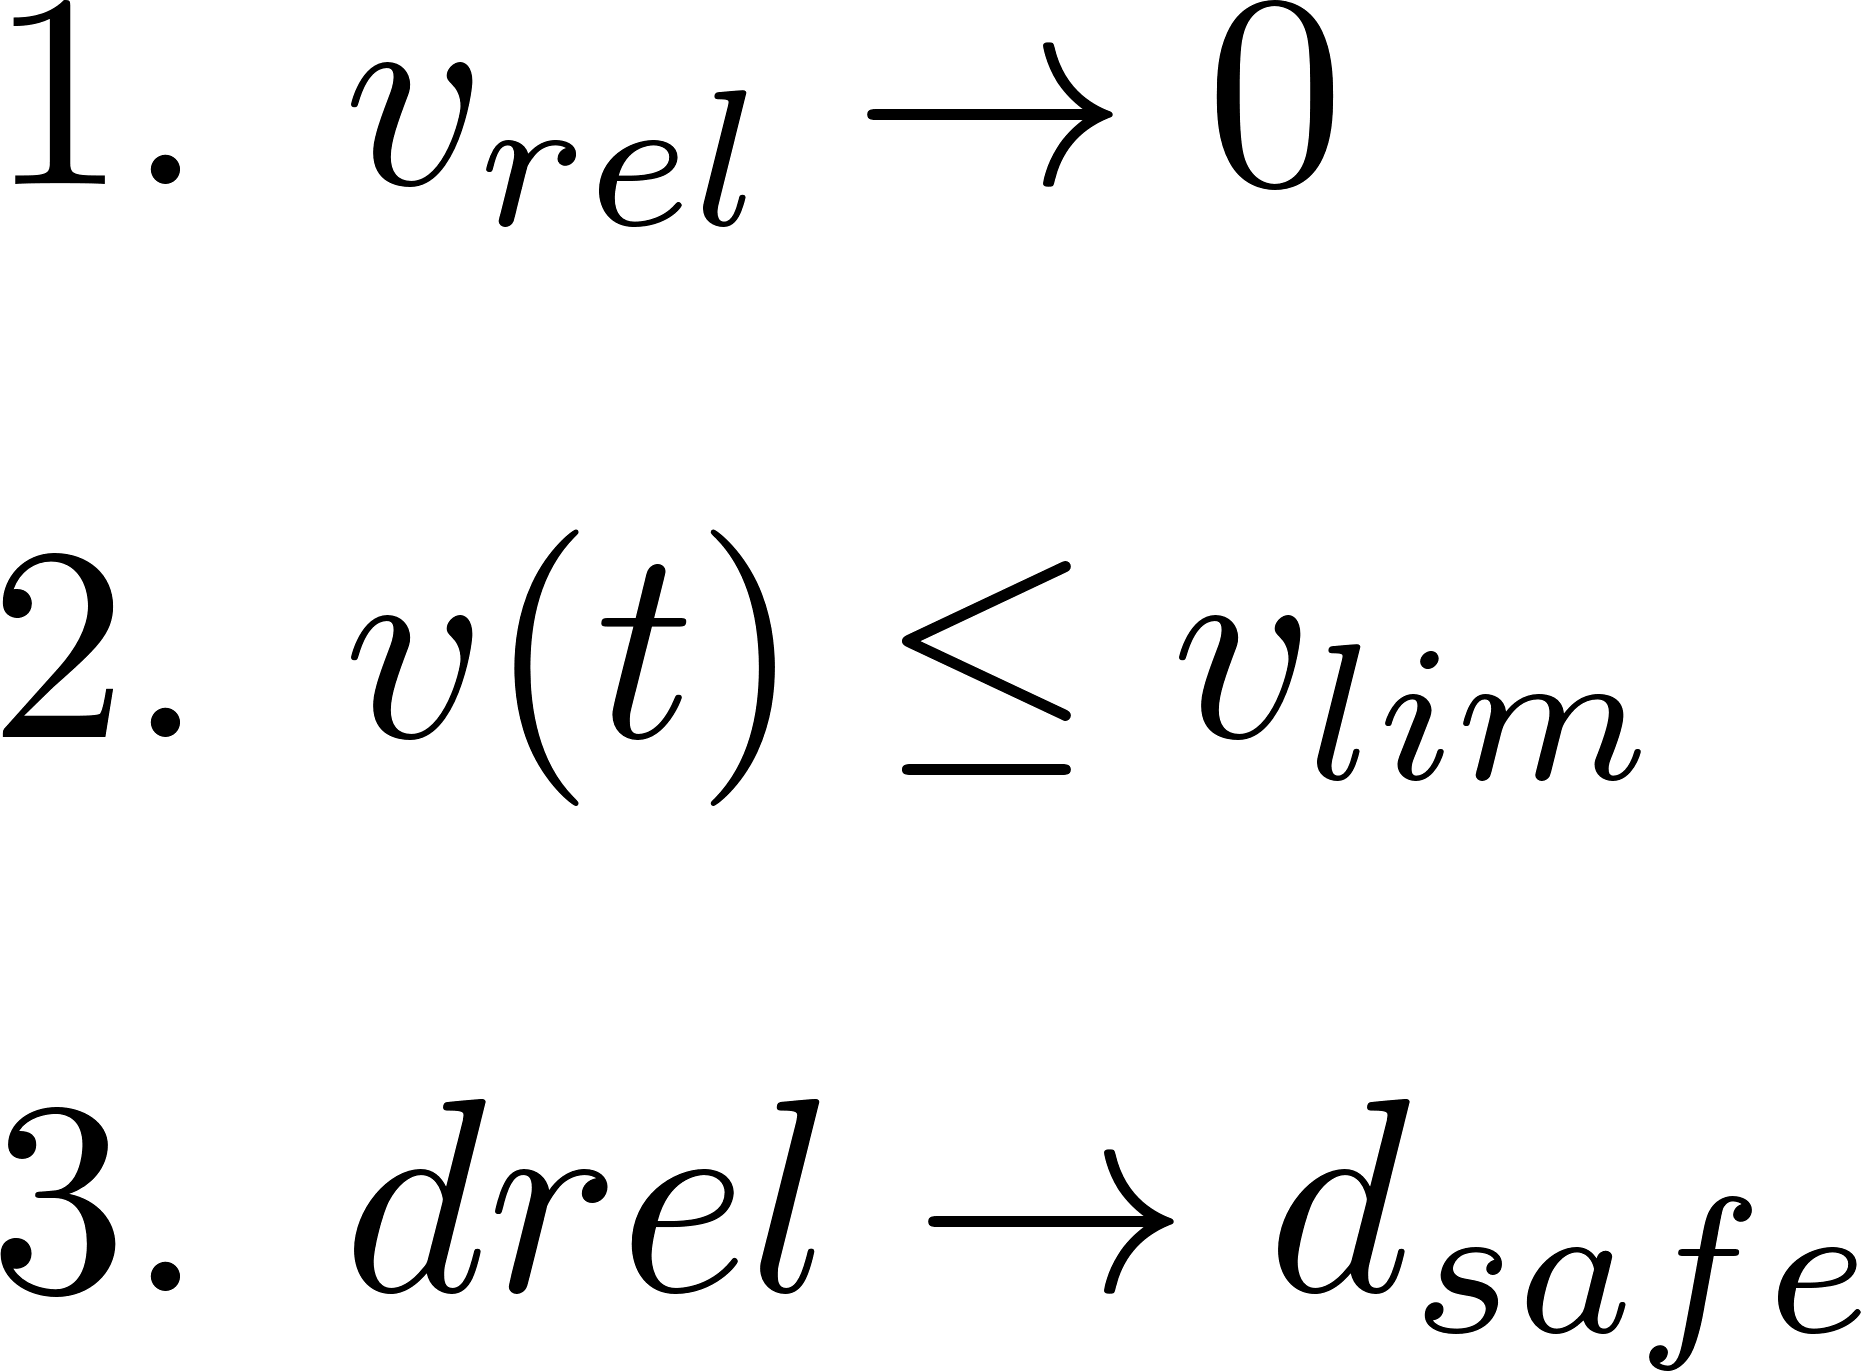 1. v_{rel} → 0
2. v(t) ≤ v_{lim}
3. drel → d_{safe}